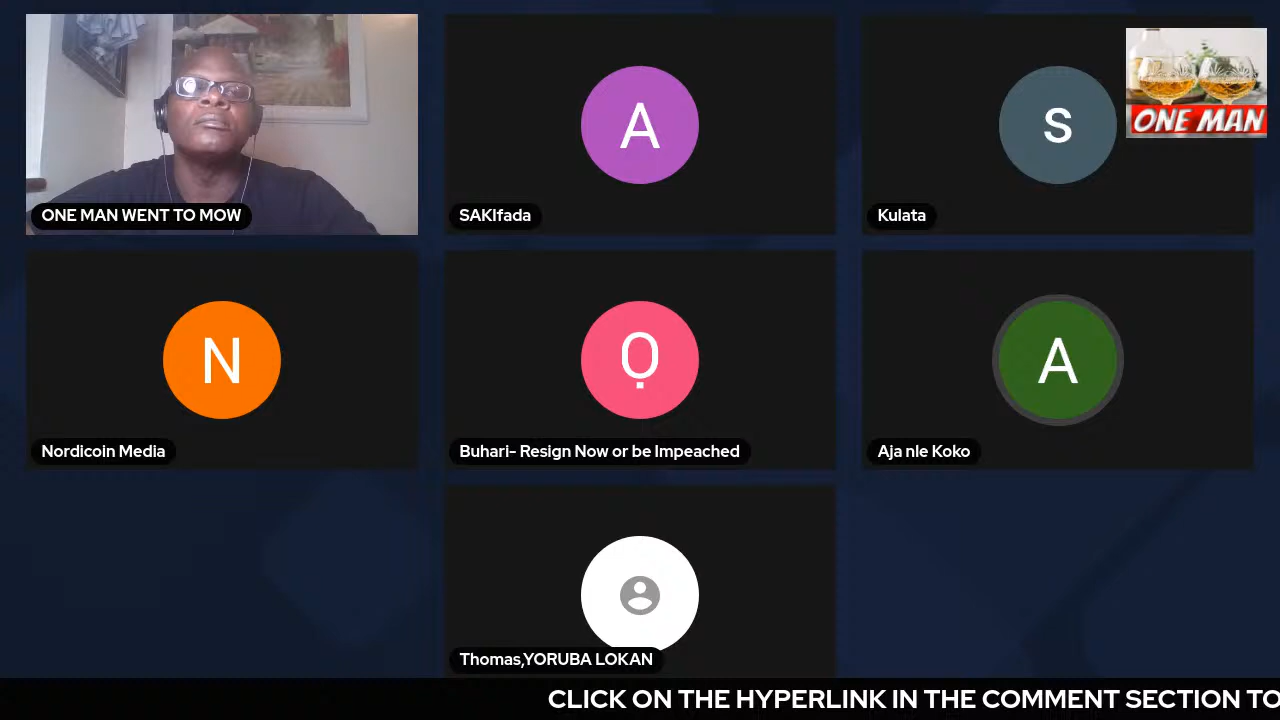 ONE MAN WENT TO MOW
A
SAKIfada
s
Kulata
ONE MAN
N
Nordicoin Media
Ọ
Buhari- Resign Now or be Impeached
A
Aja nle Koko
Thomas,YORUBA LOKAN
CLICK ON THE HYPERLINK IN THE COMMENT SECTION TO